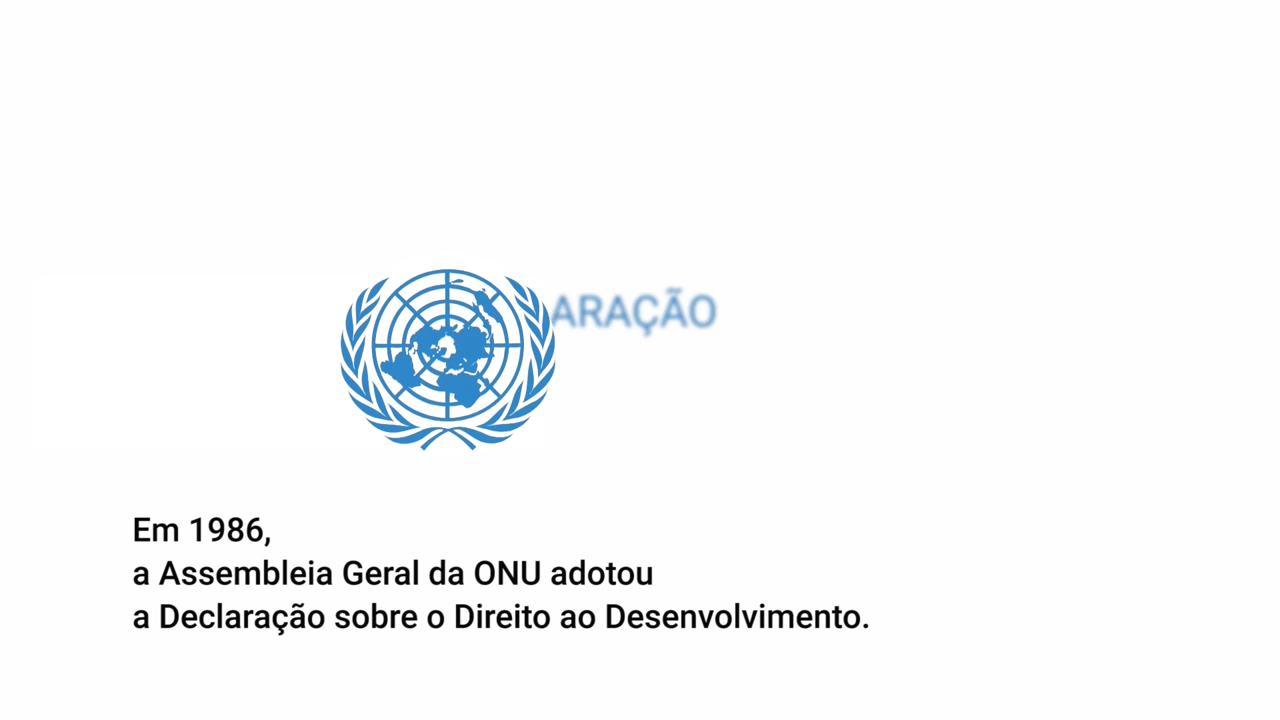 ARAÇÃO
Em 1986,
a Assembleia Geral da ONU adotou
a Declaração sobre o Direito ao Desenvolvimento.